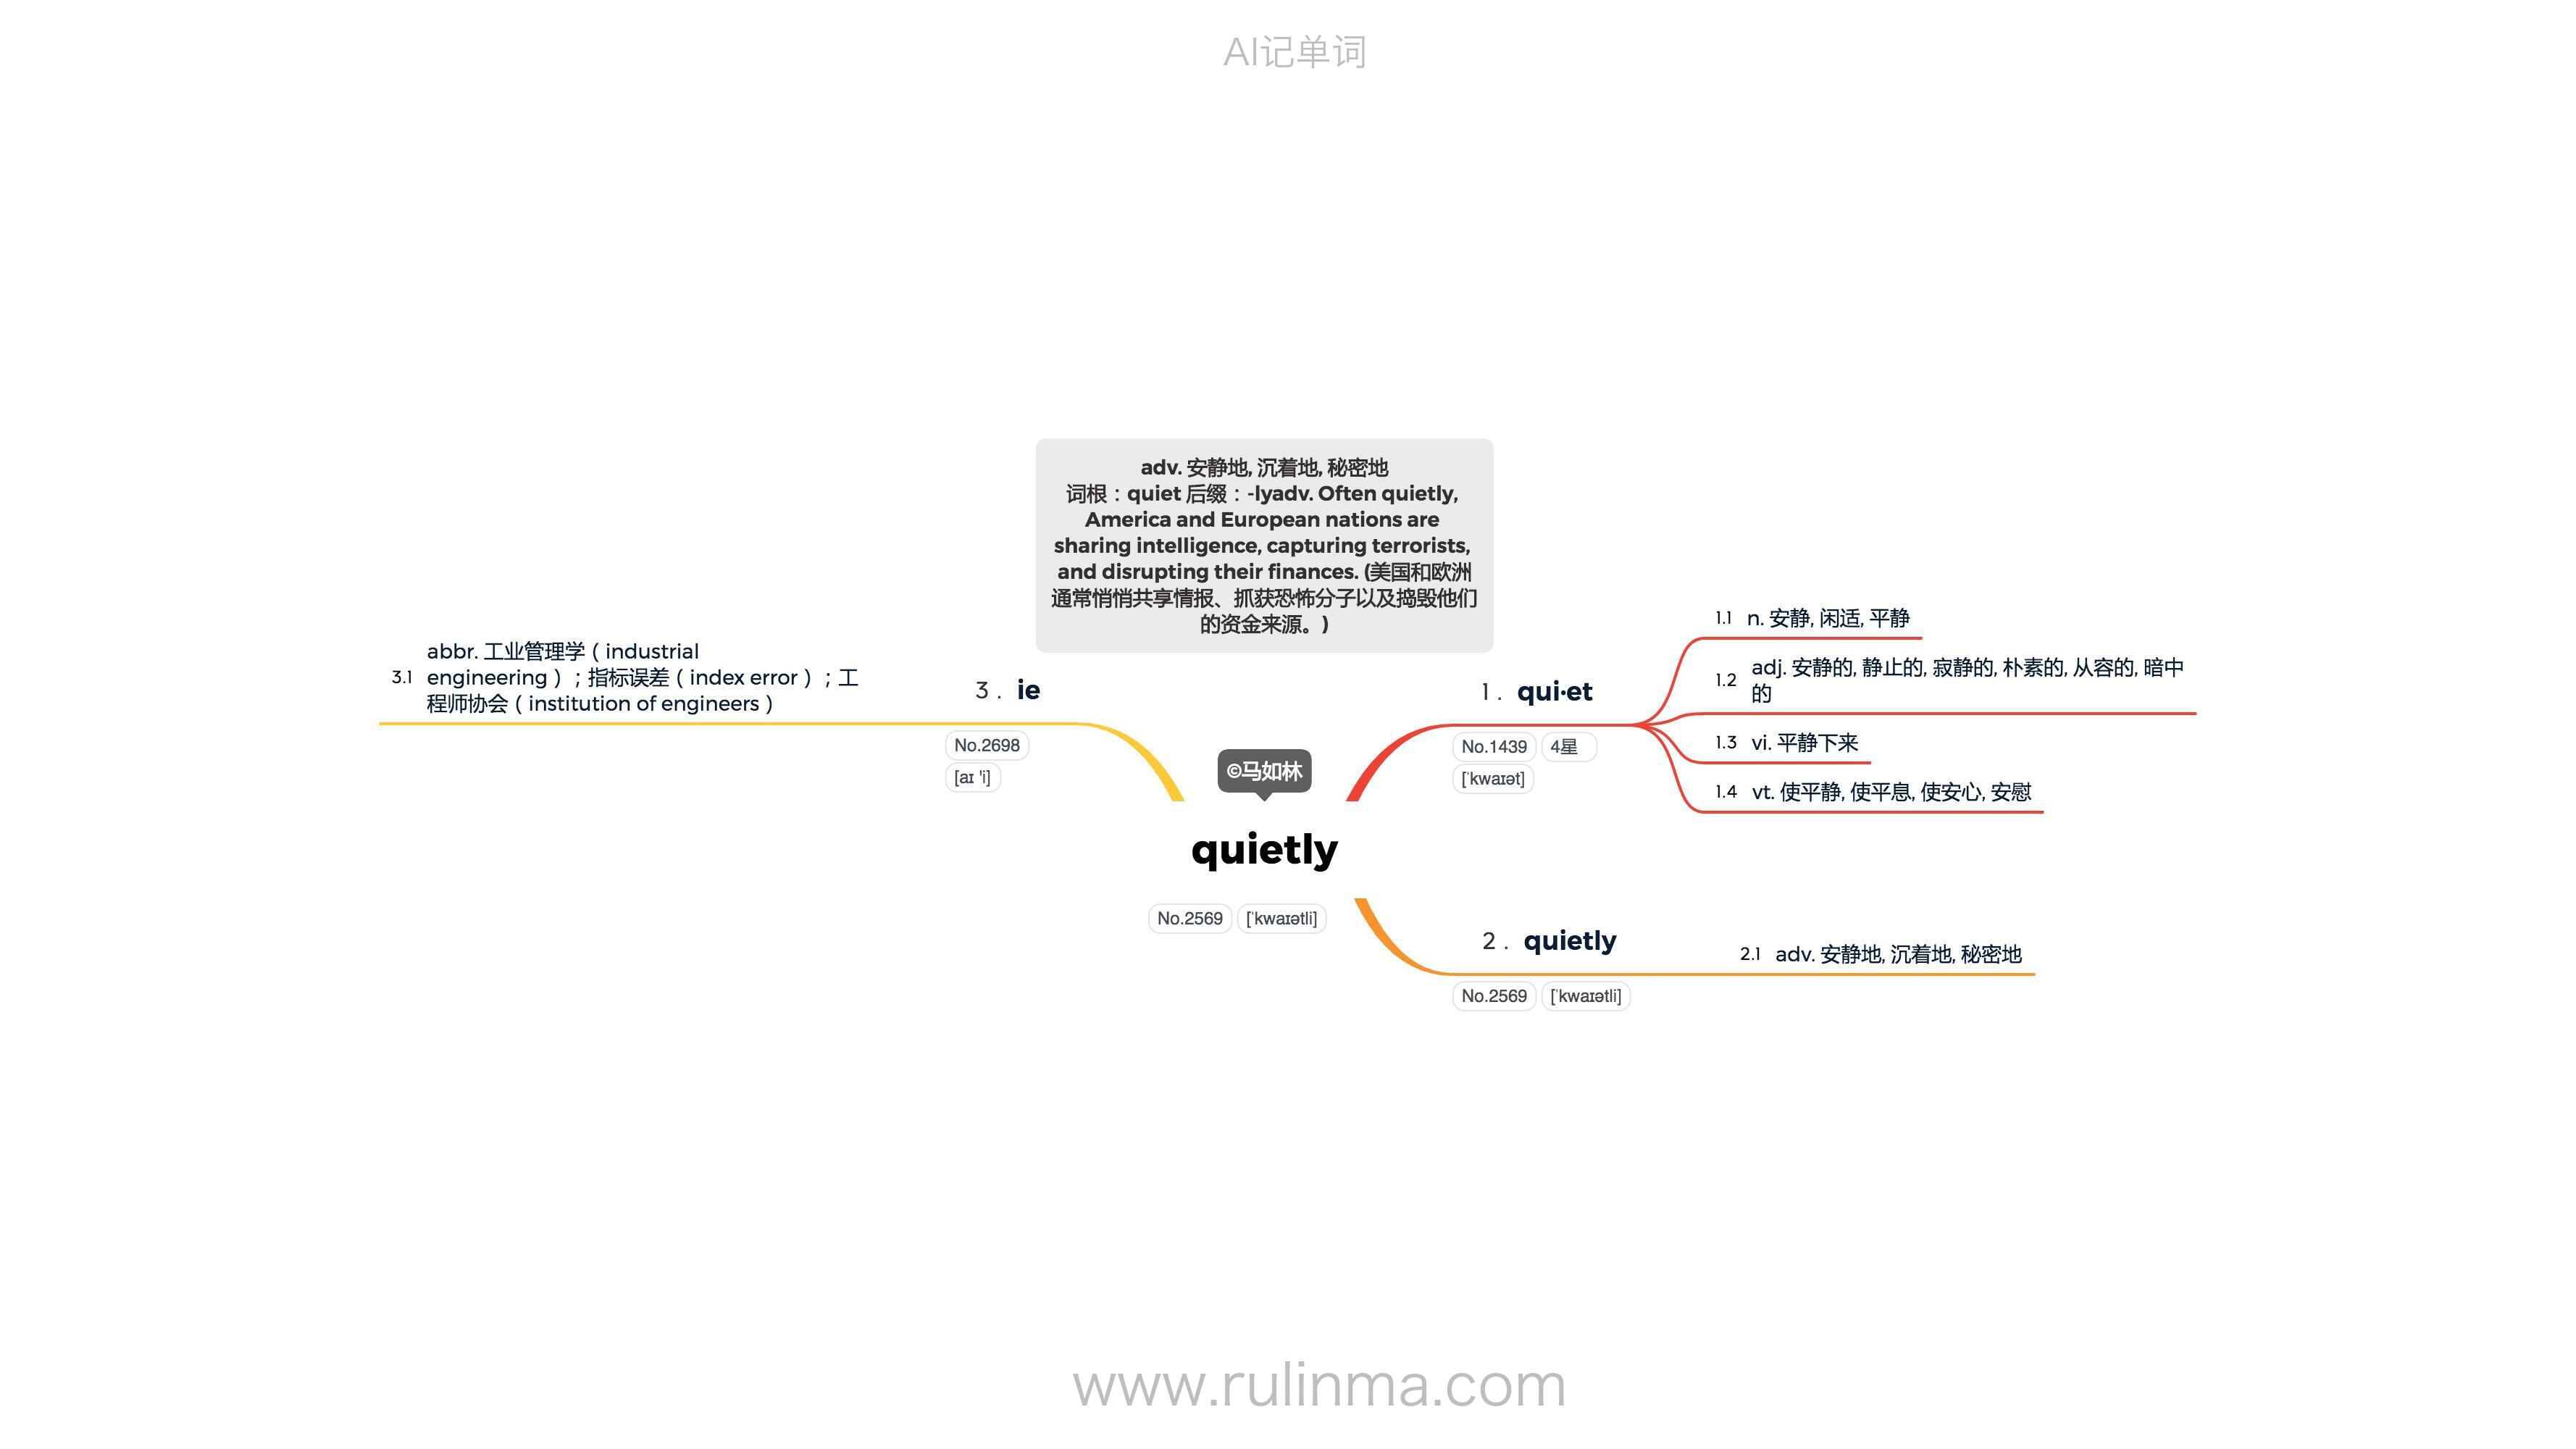 AI记单词
adv. 安静地, 沉着地, 秘密地
词根：quiet 后缀：-lyadv. Often quietly,
America and European nations are
sharing intelligence, capturing terrorists,
and disrupting their finances. (美国和欧洲
通常悄悄共享情报、抓获恐怖分子以及捣毁他们
的资金来源。)
3. ie
No.2698
[aɪ 'i]
3.1 abbr. 工业管理学（industrial
engineering）；指标误差（index error）；工
程师协会（institution of engineers）
©马如林
quietly
No.2569 [ˈkwaɪətli]
1. qui·et
No.1439 4星
[ˈkwaɪət]
1.1 n. 安静, 闲适, 平静
1.2 adj. 安静的, 静止的, 寂静的, 朴素的, 从容的, 暗中
的
1.3 vi. 平静下来
1.4 vt. 使平静, 使平息, 使安心, 安慰
2. quietly
No.2569 [ˈkwaɪətli]
2.1 adv. 安静地, 沉着地, 秘密地
www.rulinma.com